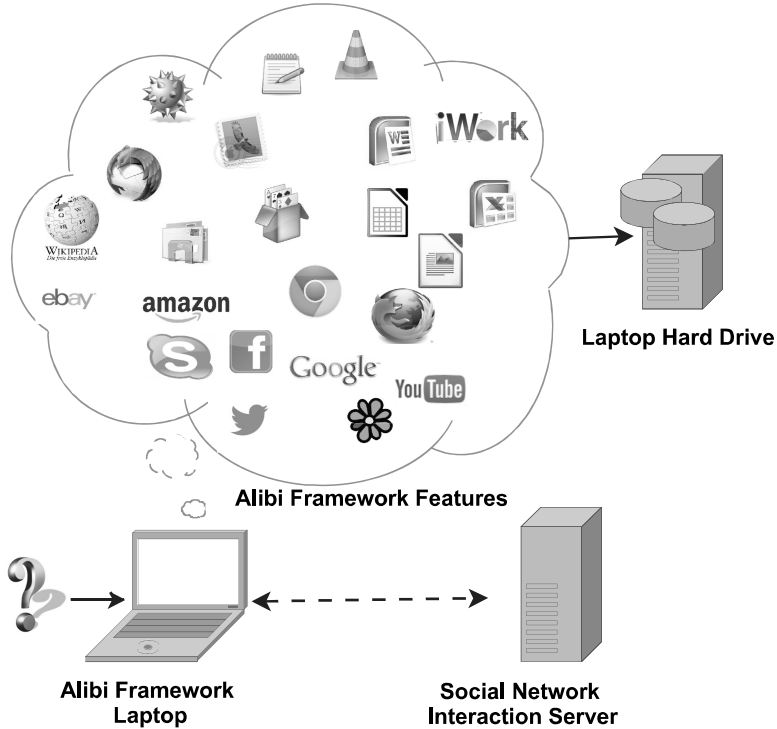 iWork
W
X
WIKIPEDIA
Die freie Enzyklopädie
ebay
amazon
S
f
Google
You Tube
Laptop Hard Drive
Alibi Framework Features
?
Alibi Framework
Laptop
Social Network
Interaction Server